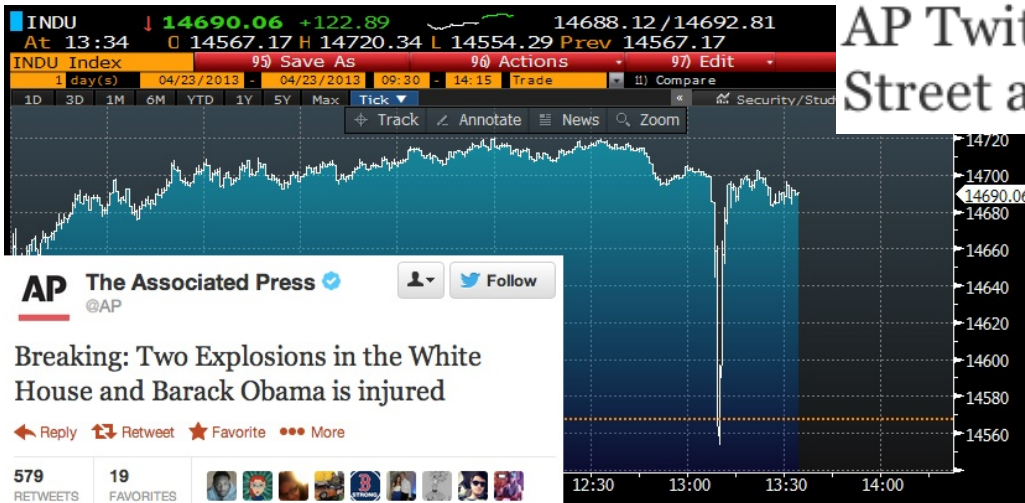 INDU ↓ 14690.06 +122.89 14688.12/14692.81
At 13:34 O 14567.17 H 14720.34 L 14554.29 Prev 14567.17
INDU Index 95) Save As 96) Actions 97) Edit
1 day(s) 04/23/2013 - 04/23/2013 09:30 - 14:15 Trade 11) Compare
1D 3D 1M 6M YTD 1Y 5Y Max Tick ▼ « Security/Stud
Track Annotate News Zoom
AP Twit
Street a
14720
14700
14690.06
14680
14660
14640
14620
14600
14580
14560
12:30 13:00 13:30 14:00
AP The Associated Press
@AP
Follow
Breaking: Two Explosions in the White
House and Barack Obama is injured
Reply Retweet Favorite ••• More
579 19
RETWEETS FAVORITES
B
STRONG